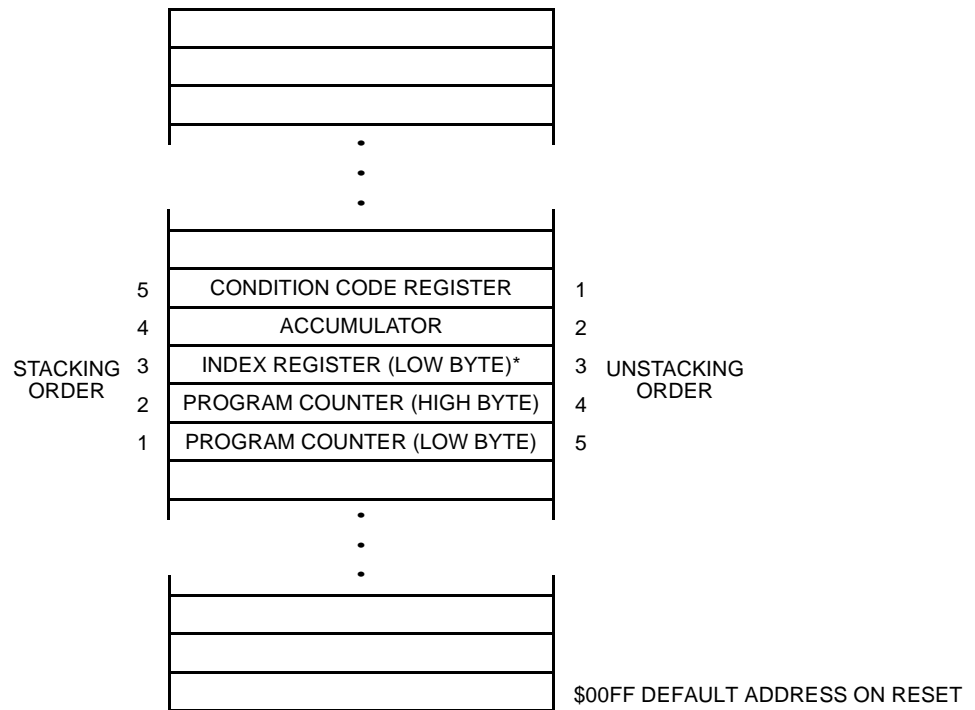 5 CONDITION CODE REGISTER 1
4 ACCUMULATOR 2
STACKING ORDER 3 INDEX REGISTER (LOW BYTE)* 3 UNSTACKING ORDER
2 PROGRAM COUNTER (HIGH BYTE) 4
1 PROGRAM COUNTER (LOW BYTE) 5
$00FF DEFAULT ADDRESS ON RESET